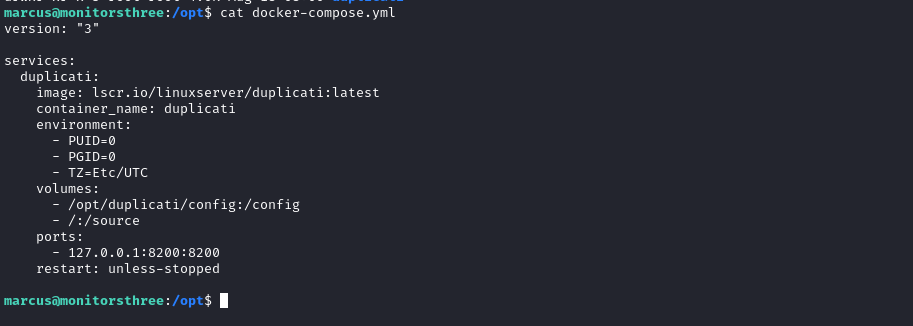 marcus@monitorsthree:/opt$ cat docker-compose.yml
version: "3"
services:
  duplicati:
    image: lscr.io/linuxserver/duplicati:latest
    container_name: duplicati
    environment:
      - PUID=0
      - PGID=0
      - TZ=Etc/UTC
    volumes:
      - /opt/duplicati/config:/config
      - /:/source
    ports:
      - 127.0.0.1:8200:8200
    restart: unless-stopped
marcus@monitorsthree:/opt$